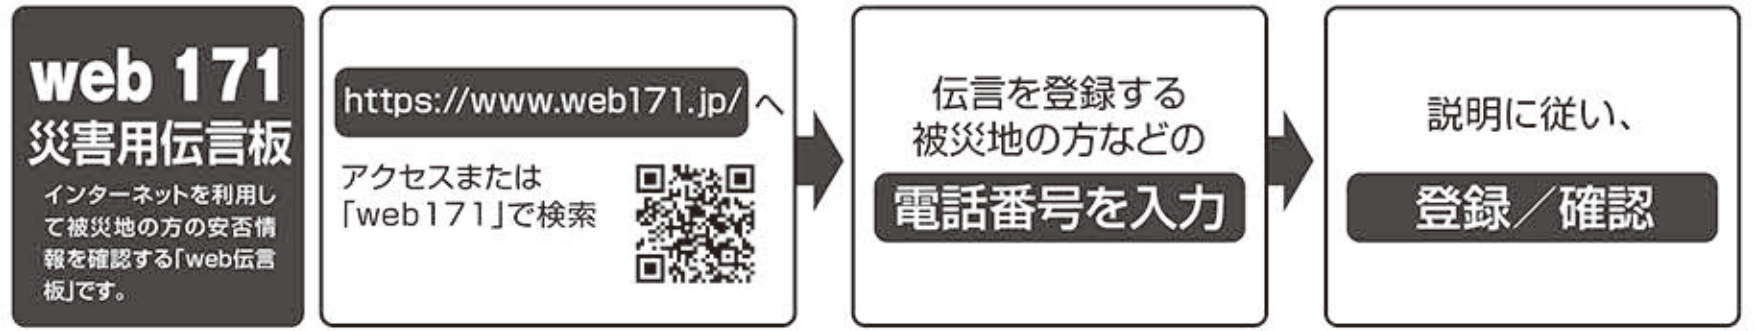 web 171
災害用伝言板
インターネットを利用し
て被災地の方の安否情
報を確認する「web伝言
板」です。
https://www.web171.jp/へ
アクセスまたは
「web171」で検索
伝言を登録する
被災地の方などの
電話番号を入力
説明に従い、
登録／確認